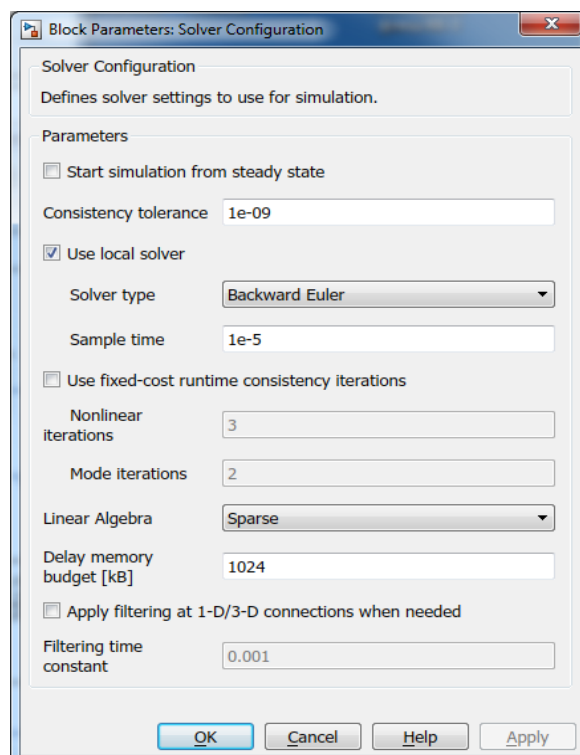 Block Parameters: Solver Configuration
Solver Configuration
Defines solver settings to use for simulation.
Parameters
Start simulation from steady state
Consistency tolerance 1e-09
Use local solver
Solver type Backward Euler
Sample time 1e-5
Use fixed-cost runtime consistency iterations
Nonlinear
iterations 3
Mode iterations 2
Linear Algebra Sparse
Delay memory
budget [kB] 1024
Apply filtering at 1-D/3-D connections when needed
Filtering time
constant 0.001
OK Cancel Help Apply